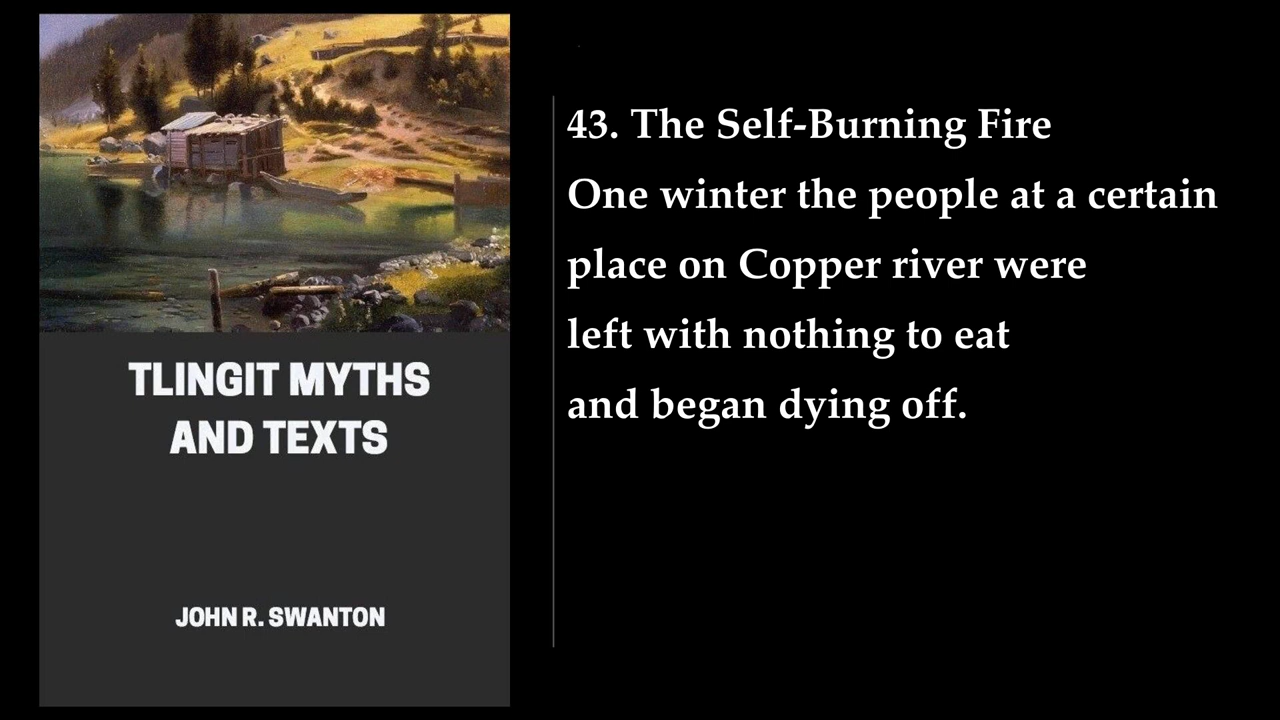 TLINGIT MYTHS
AND TEXTS
JOHN R. SWANTON
43. The Self-Burning Fire
One winter the people at a certain
place on Copper river were
left with nothing to eat
and began dying off.